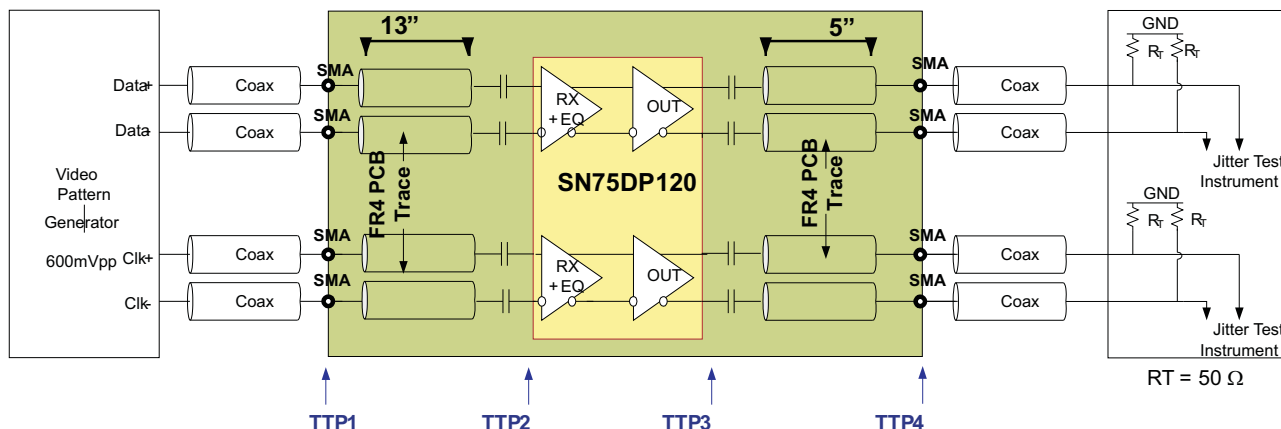 13”
5”
GND
RT RT
SMA
SMA
Data+
Coax
Coax
RX
+EQ
OUT
SMA
SMA
Data-
Coax
Coax
Jitter Test
Instrument
Video
Pattern
Generator
600mVpp
FR4 PCB
Trace
SN75DP120
FR4 PCB
Trace
GND
RT RT
SMA
SMA
Clk+
Coax
Coax
RX
+EQ
OUT
SMA
SMA
Clk-
Coax
Coax
Jitter Test
Instrument
RT = 50 Ω
TTP1
TTP2
TTP3
TTP4